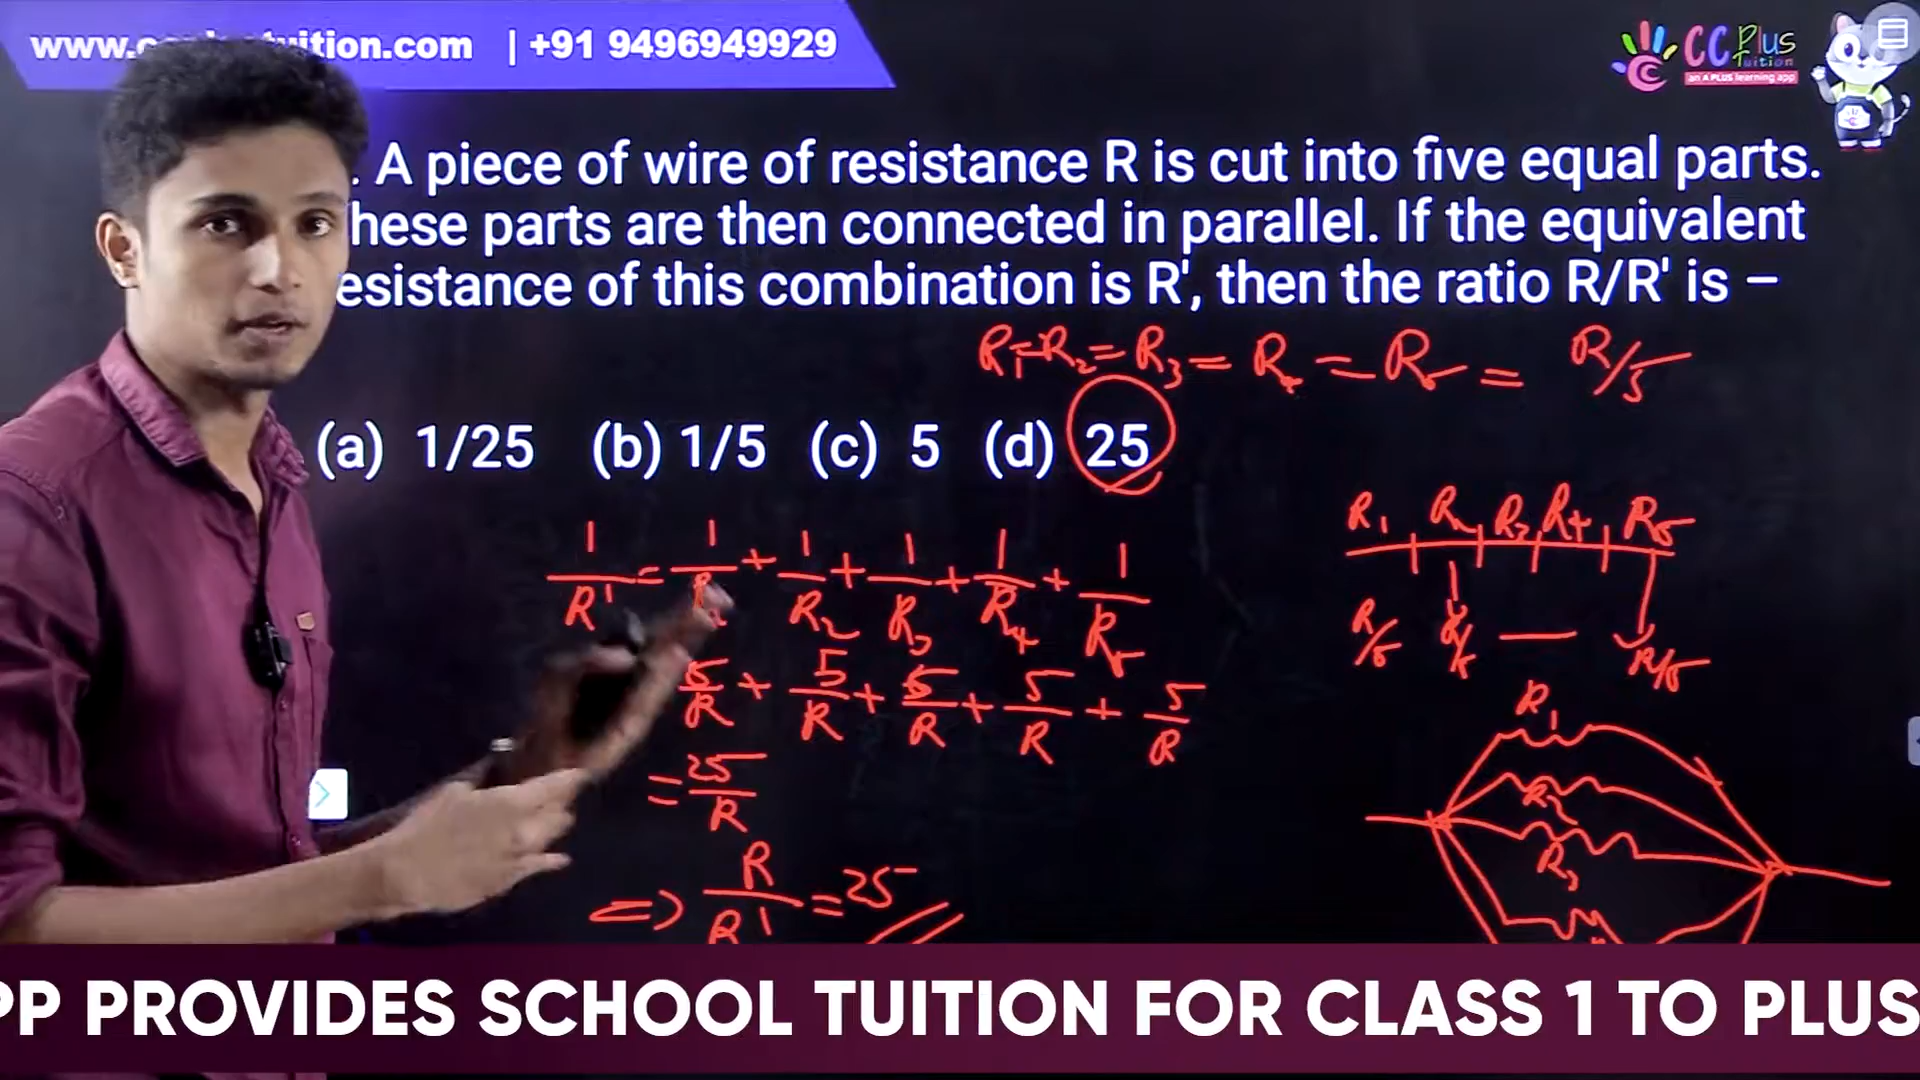 | +91 9496949929
CC Plus
Tuition
an A PLUS learning app
. A piece of wire of resistance R is cut into five equal parts.
hese parts are then connected in parallel. If the equivalent
esistance of this combination is R', then the ratio R/R' is –
R₁=R₂=R₃=R₄=R₅= R/5
(a) 1/25 (b) 1/5 (c) 5 (d) 25
R₁ R₂ R₃ R₄ R₅
1/R' = 1/R₁ + 1/R₂ + 1/R₃ + 1/R₄ + 1/R₅
R/5 R/5 — R/5
5/R + 5/R + 5/R + 5/R + 5/R
R₁
= 25/R
R₂
R₃
=> R/R' = 25
PP PROVIDES SCHOOL TUITION FOR CLASS 1 TO PLUS